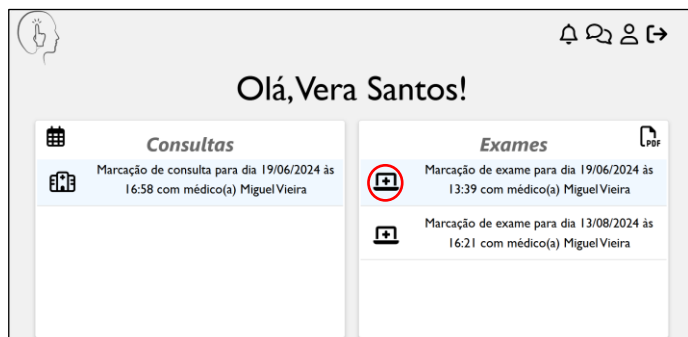 Olá, Vera Santos!
Consultas
Marcação de consulta para dia 19/06/2024 às
16:58 com médico(a) Miguel Vieira
Exames
PDF
Marcação de exame para dia 19/06/2024 às
13:39 com médico(a) Miguel Vieira
Marcação de exame para dia 13/08/2024 às
16:21 com médico(a) Miguel Vieira